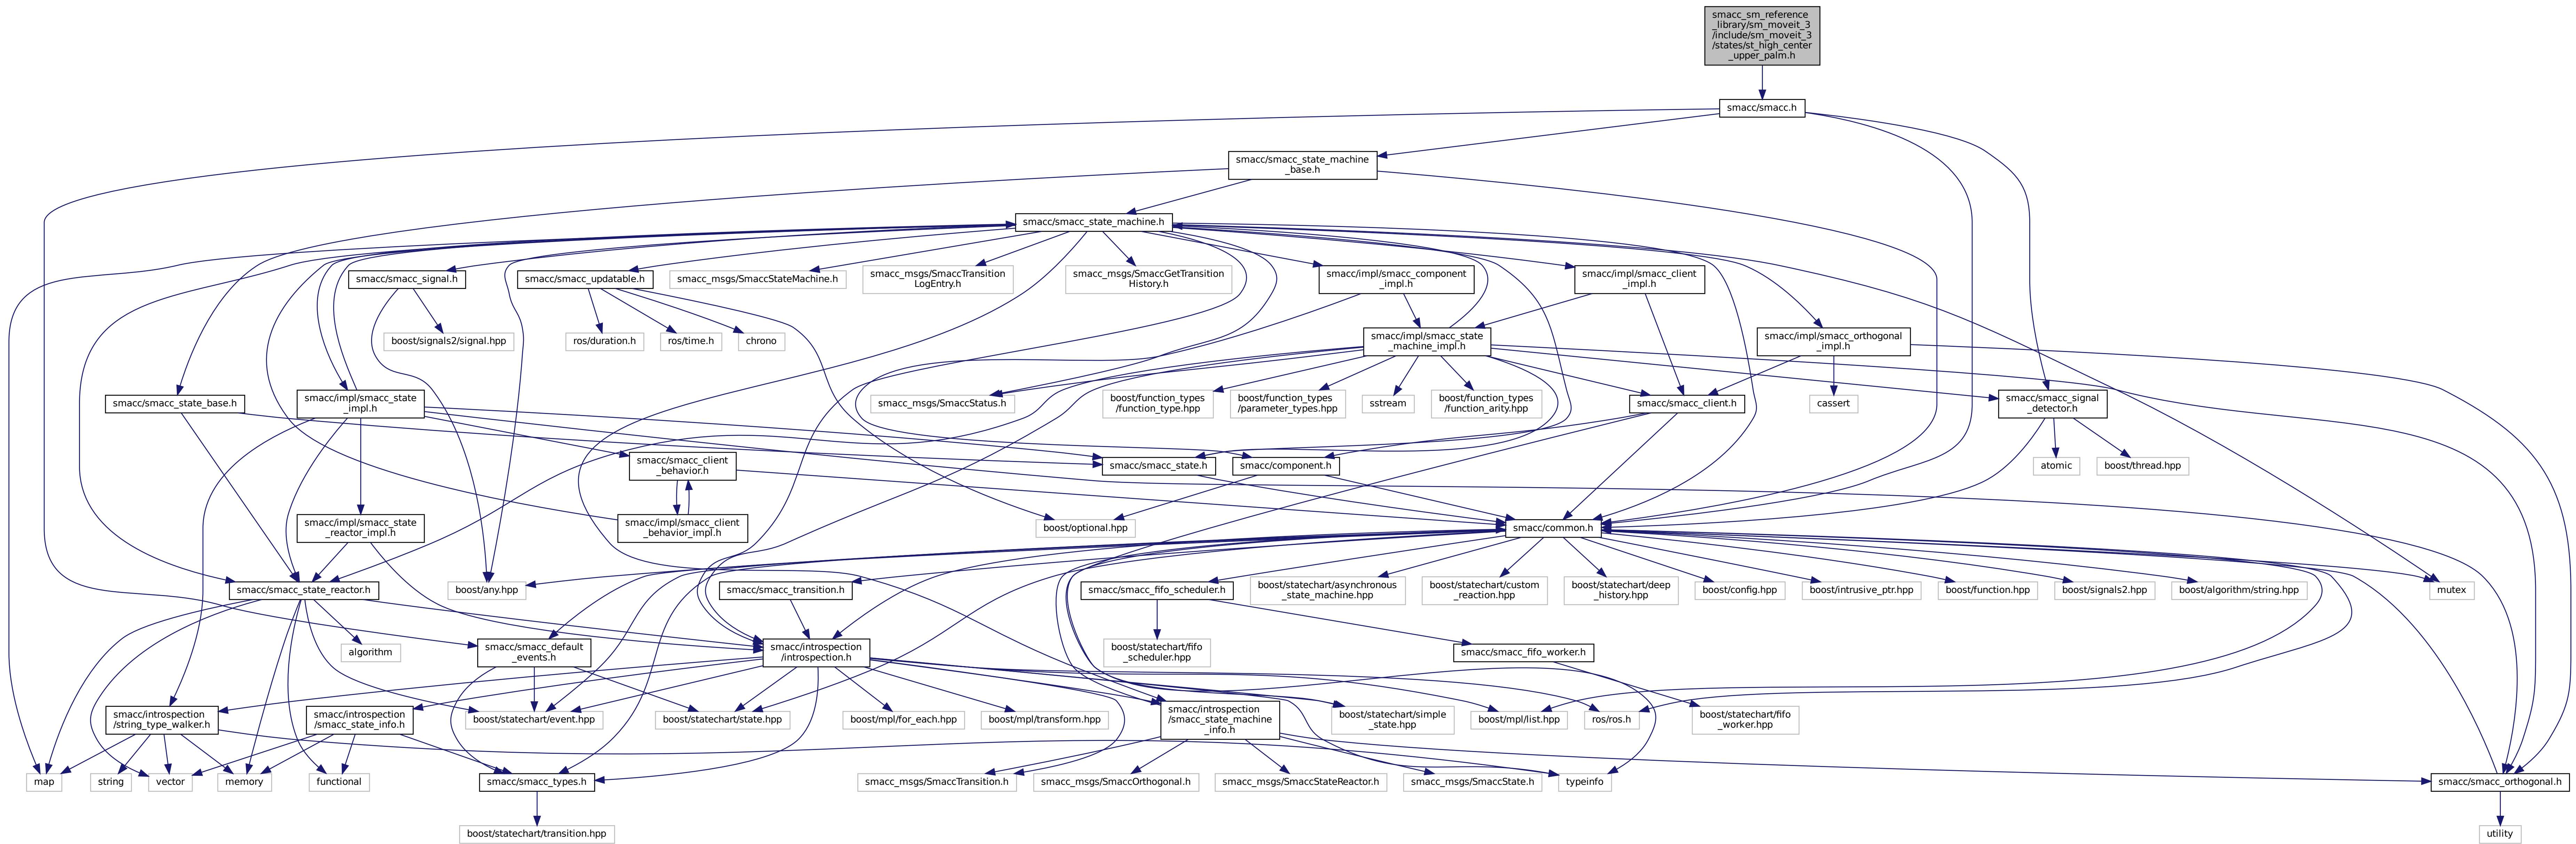 smacc_sm_reference
_library/sm_moveit_3
/include/sm_moveit_3
/states/st_high_center
_upper_palm.h
smacc/smacc.h
smacc/smacc_state_machine
_base.h
smacc/smacc_state_machine.h
smacc/smacc_signal.h
smacc/smacc_updatable.h
smacc_msgs/SmaccStateMachine.h
smacc_msgs/SmaccTransition
LogEntry.h
smacc_msgs/SmaccGetTransition
History.h
smacc/impl/smacc_component
_impl.h
smacc/impl/smacc_client
_impl.h
boost/signals2/signal.hpp
ros/duration.h
ros/time.h
chrono
smacc/impl/smacc_state
_machine_impl.h
smacc/impl/smacc_orthogonal
_impl.h
smacc/smacc_state_base.h
smacc/impl/smacc_state
_impl.h
smacc_msgs/SmaccStatus.h
boost/function_types
/function_type.hpp
boost/function_types
/parameter_types.hpp
sstream
boost/function_types
/function_arity.hpp
smacc/smacc_client.h
cassert
smacc/smacc_signal
_detector.h
smacc/smacc_client
_behavior.h
smacc/smacc_state.h
smacc/component.h
atomic
boost/thread.hpp
smacc/impl/smacc_state
_reactor_impl.h
smacc/impl/smacc_client
_behavior_impl.h
boost/optional.hpp
smacc/common.h
smacc/smacc_state_reactor.h
boost/any.hpp
smacc/smacc_transition.h
smacc/smacc_fifo_scheduler.h
boost/statechart/asynchronous
_state_machine.hpp
boost/statechart/custom
_reaction.hpp
boost/statechart/deep
_history.hpp
boost/config.hpp
boost/intrusive_ptr.hpp
boost/function.hpp
boost/signals2.hpp
boost/algorithm/string.hpp
mutex
algorithm
smacc/smacc_default
_events.h
smacc/introspection
/introspection.h
boost/statechart/fifo
_scheduler.hpp
smacc/smacc_fifo_worker.h
smacc/introspection
/string_type_walker.h
smacc/introspection
/smacc_state_info.h
boost/statechart/event.hpp
boost/statechart/state.hpp
boost/mpl/for_each.hpp
boost/mpl/transform.hpp
smacc/introspection
/smacc_state_machine
_info.h
boost/statechart/simple
_state.hpp
boost/mpl/list.hpp
ros/ros.h
boost/statechart/fifo
_worker.hpp
map
string
vector
memory
functional
smacc/smacc_types.h
smacc_msgs/SmaccTransition.h
smacc_msgs/SmaccOrthogonal.h
smacc_msgs/SmaccStateReactor.h
smacc_msgs/SmaccState.h
typeinfo
smacc/smacc_orthogonal.h
boost/statechart/transition.hpp
utility